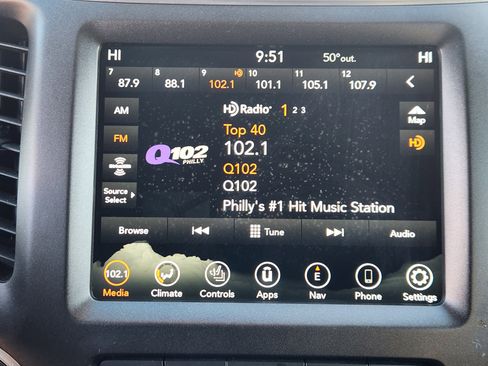 HI 9:51 50°out. HI
7 8 9 HD 10 11 12
87.9 88.1 102.1 101.1 105.1 107.9
AM HD Radio 1 2 3 Map
Top 40
FM 102.1 HD
Q102 PHILLY Q102
SiriusXM Q102
Source Select Philly's #1 Hit Music Station
Browse Tune Audio
102.1 E
Media Climate Controls Apps Nav Phone Settings